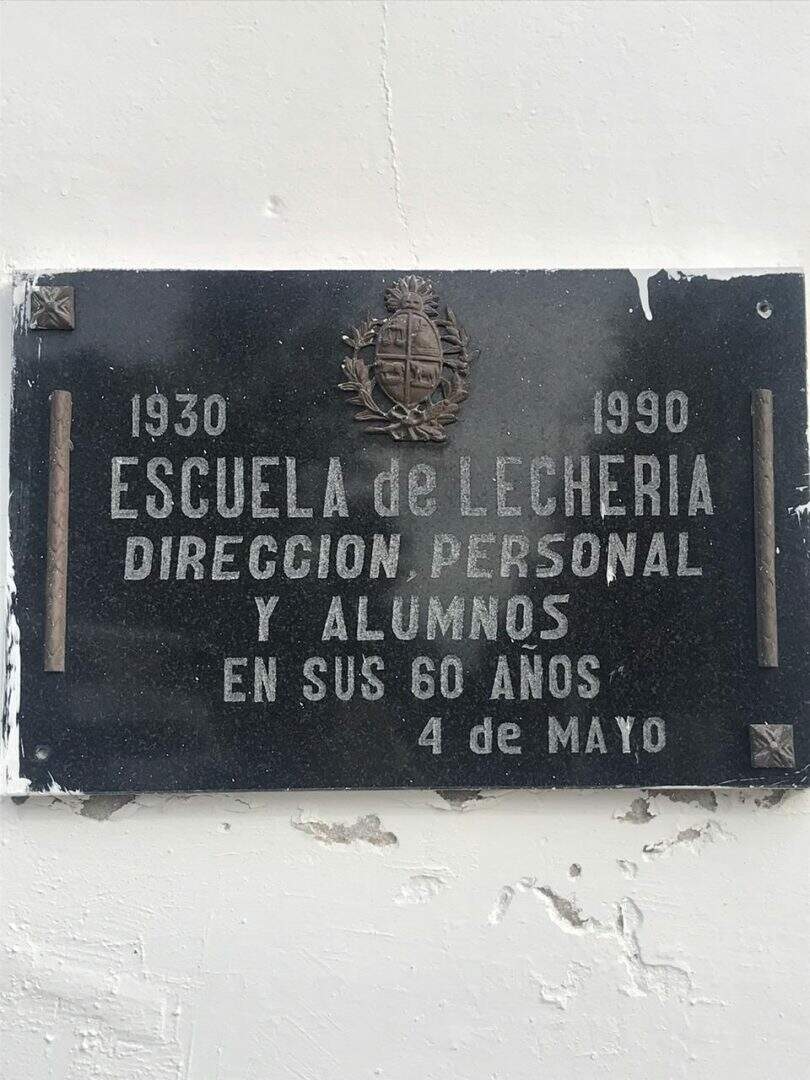 1930 1990
ESCUELA de LECHERIA
DIRECCION, PERSONAL
Y ALUMNOS
EN SUS 60 AÑOS
4 de MAYO